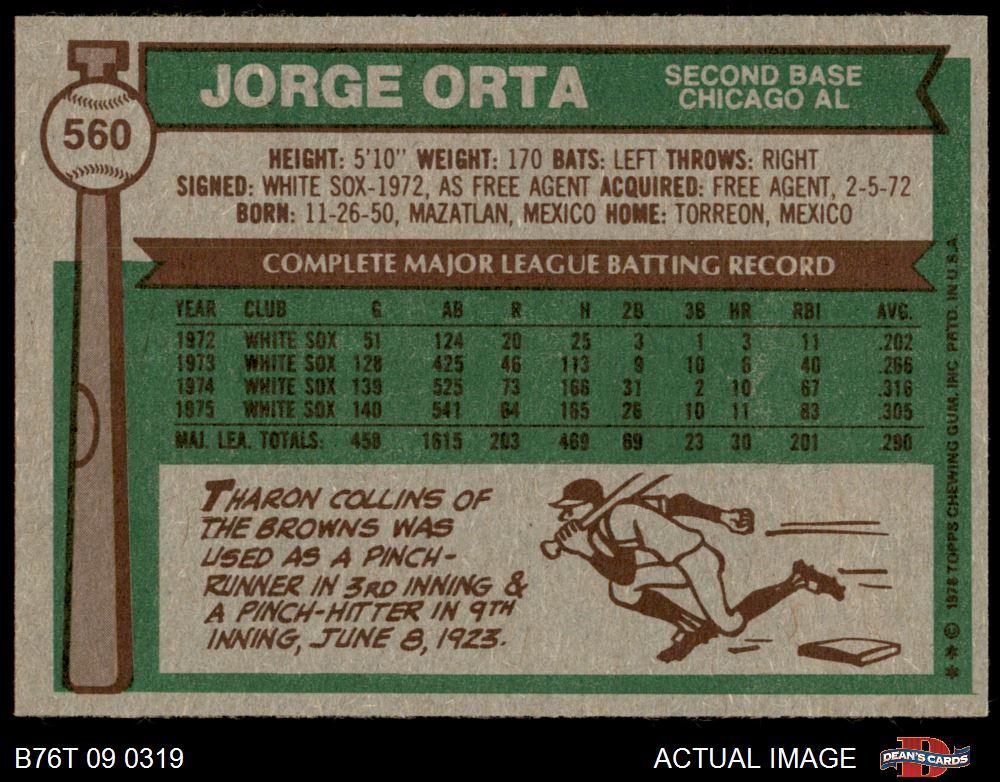 JORGE ORTA
SECOND BASE
CHICAGO AL
560
HEIGHT: 5'10" WEIGHT: 170 BATS: LEFT THROWS: RIGHT
SIGNED: WHITE SOX-1972, AS FREE AGENT ACQUIRED: FREE AGENT, 2-5-72
BORN: 11-26-50, MAZATLAN, MEXICO HOME: TORREON, MEXICO
COMPLETE MAJOR LEAGUE BATTING RECORD
YEAR CLUB G AB R H 2B 3B HR RBI AVG.
1972 WHITE SOX 51 124 20 25 3 1 3 11 .202
1973 WHITE SOX 128 425 46 113 9 10 6 40 .266
1974 WHITE SOX 139 525 73 166 31 2 10 67 .316
1975 WHITE SOX 140 541 64 165 26 10 11 83 .305
MAJ. LEA. TOTALS: 458 1615 203 469 69 23 30 201 .290
THARON COLLINS OF
THE BROWNS WAS
USED AS A PINCH-
RUNNER IN 3RD INNING &
A PINCH-HITTER IN 9TH
INNING, JUNE 8, 1923.
** © 1976 TOPPS CHEWING GUM, INC. PRTD. IN U.S.A.
B76T 09 0319
ACTUAL IMAGE
D
DEAN'S CARDS